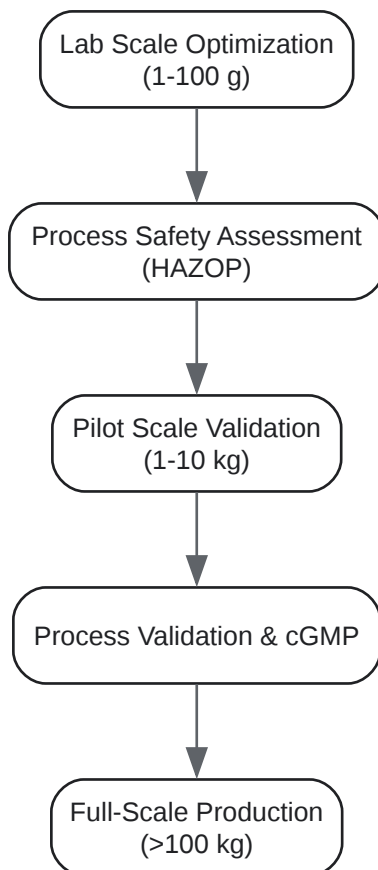 Lab Scale Optimization
(1-100 g)
Process Safety Assessment
(HAZOP)
Pilot Scale Validation
(1-10 kg)
Process Validation & cGMP
Full-Scale Production
(>100 kg)